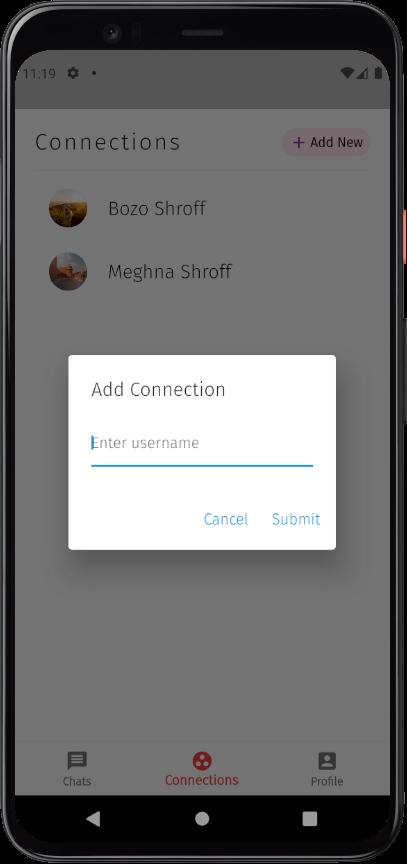 11:19
Connections
+ Add New
Bozo Shroff
Meghna Shroff
Add Connection
Enter username
Cancel Submit
Chats Connections Profile